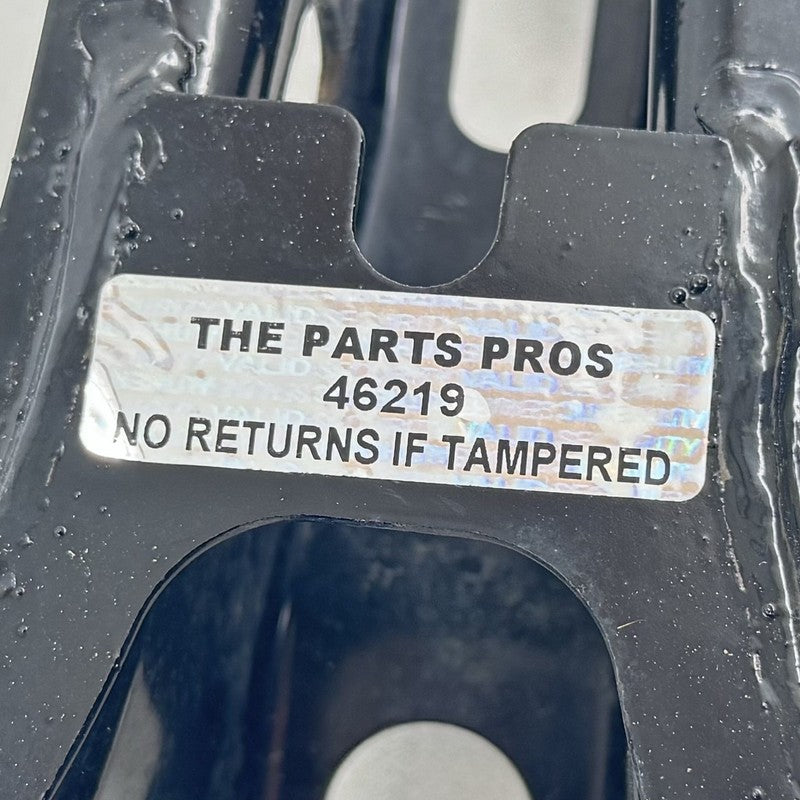 THE PARTS PROS
46219
NO RETURNS IF TAMPERED